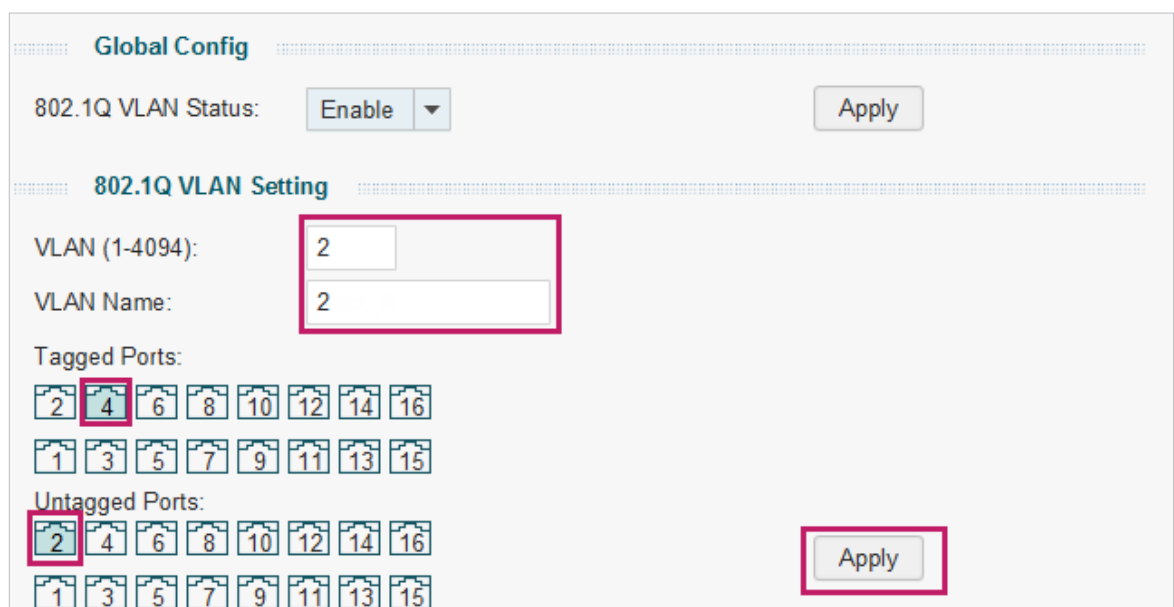 Global Config
802.1Q VLAN Status: Enable Apply
802.1Q VLAN Setting
VLAN (1-4094): 2
VLAN Name: 2
Tagged Ports:
2 4 6 8 10 12 14 16
1 3 5 7 9 11 13 15
Untagged Ports:
2 4 6 8 10 12 14 16
Apply
1 3 5 7 9 11 13 15